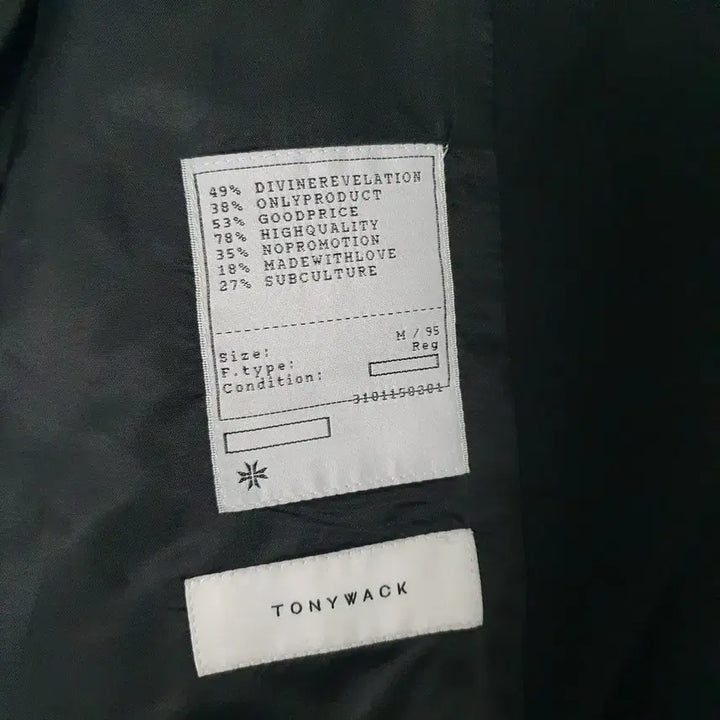 49% DIVINEREVELATION
38% ONLYPRODUCT
53% GOODPRICE
78% HIGHQUALITY
35% NOPROMOTION
18% MADEWITHLOVE
27% SUBCULTURE
Size: M / 95
F.type: Reg
Condition:
TONYWACK